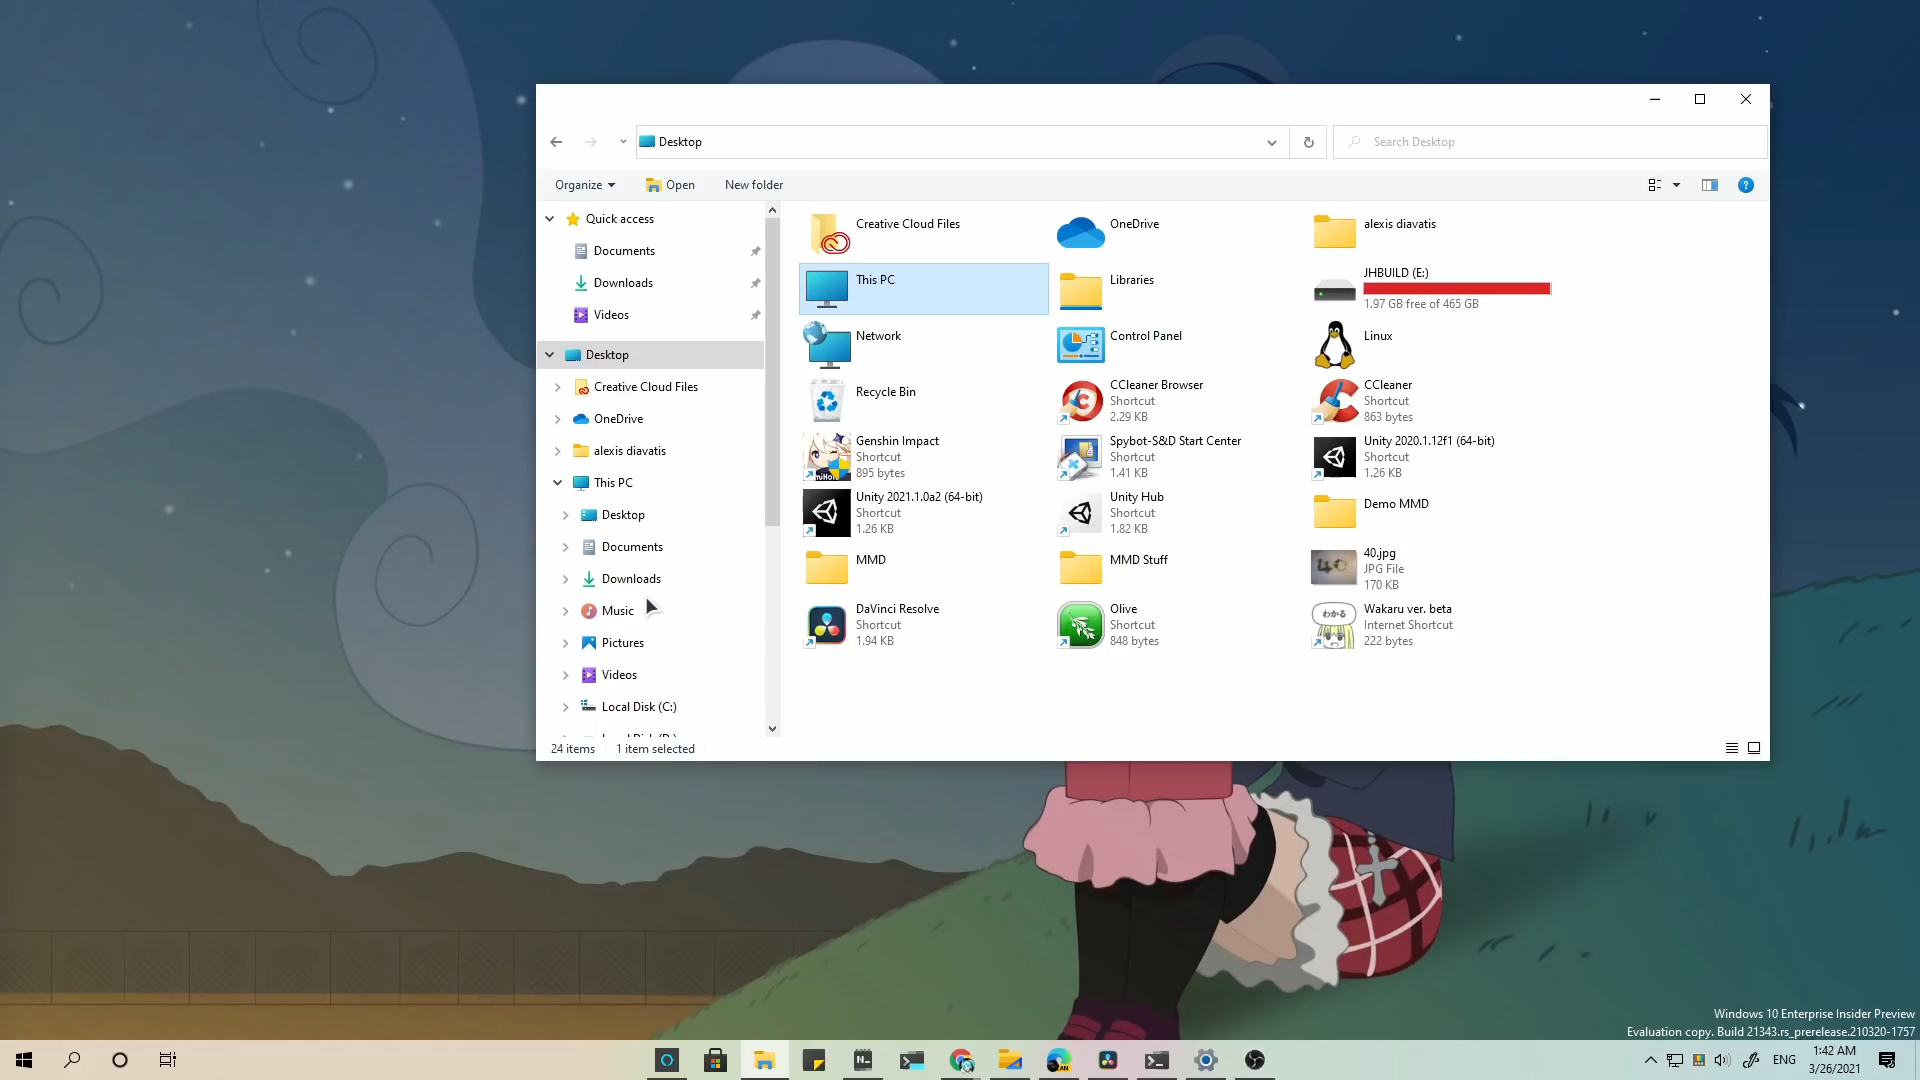 Desktop
Search Desktop
Organize
Open
New folder
Quick access
Documents
Downloads
Videos
Desktop
Creative Cloud Files
OneDrive
alexis diavatis
This PC
Desktop
Documents
Downloads
Music
Pictures
Videos
Local Disk (C:)
Creative Cloud Files
OneDrive
alexis diavatis
This PC
Libraries
JHBUILD (E:)
1.97 GB free of 465 GB
Network
Control Panel
Linux
Recycle Bin
CCleaner Browser
Shortcut
2.29 KB
CCleaner
Shortcut
863 bytes
Genshin Impact
Shortcut
895 bytes
Spybot-S&D Start Center
Shortcut
1.41 KB
Unity 2020.1.12f1 (64-bit)
Shortcut
1.26 KB
Unity 2021.1.0a2 (64-bit)
Shortcut
1.26 KB
Unity Hub
Shortcut
1.82 KB
Demo MMD
MMD
MMD Stuff
40.jpg
JPG File
170 KB
DaVinci Resolve
Shortcut
1.94 KB
Olive
Shortcut
848 bytes
わかる
Wakaru ver. beta
Internet Shortcut
222 bytes
24 items
1 item selected
Windows 10 Enterprise Insider Preview
Evaluation copy. Build 21343.rs_prerelease.210320-1757
ENG
1:42 AM
3/26/2021